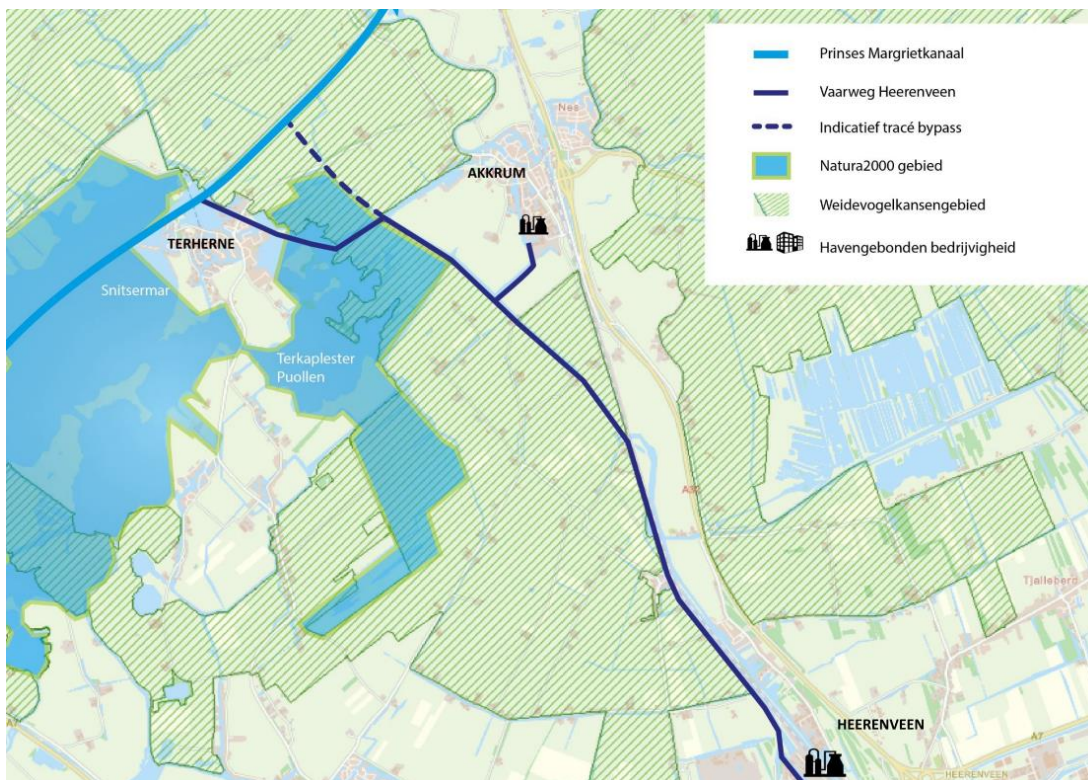 Prinses Margrietkanaal
Vaarweg Heerenveen
Indicatief tracé bypass
Natura2000 gebied
Weidevogelkansengebied
Havengebonden bedrijvigheid
Nes
AKKRUM
TERHERNE
Snitsermar
Terkaplester
Puollen
Tjalleberd
HEERENVEEN
A7
HEERENVEEN